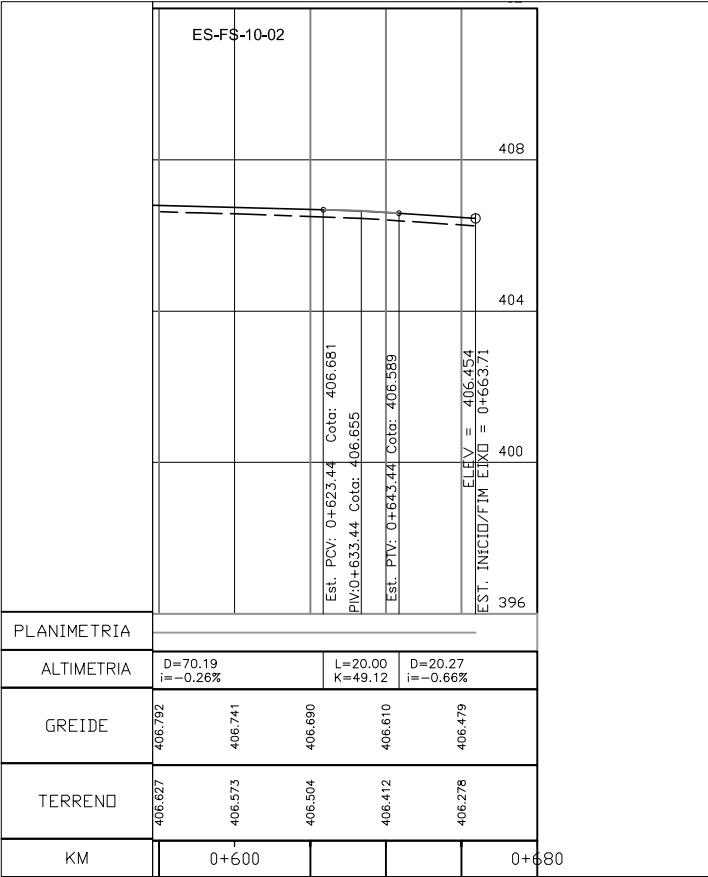 ES-FS-10-02
408
404
400
396
Est. PCV: 0+623.44 Cota: 406.681
PIV:0+633.44 Cota: 406.655
Est. PTV: 0+643.44 Cota: 406.589
ELEV = 406.454
EST. INÍCIO/FIM EIXO = 0+663.71
PLANIMETRIA
ALTIMETRIA
D=70.19
i=-0.26%
L=20.00
K=49.12
D=20.27
i=-0.66%
GREIDE
406.792
406.741
406.690
406.610
406.479
TERRENO
406.627
406.573
406.504
406.412
406.278
KM
0+600
0+680